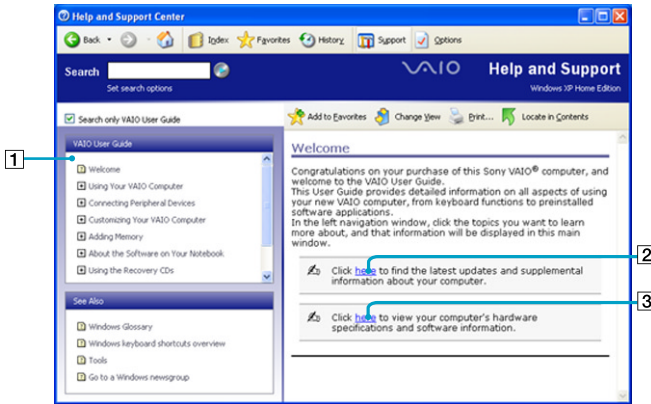 Help and Support Center
Back Index Favorites History Support Options
Search
Set search options
VAIO Help and Support
Windows XP Home Edition
Search only VAIO User Guide
Add to Favorites Change View Print... Locate in Contents
1
VAIO User Guide
Welcome
Using Your VAIO Computer
Connecting Peripheral Devices
Customizing Your VAIO Computer
Adding Memory
About the Software on Your Notebook
Using the Recovery CDs
See Also
Windows Glossary
Windows keyboard shortcuts overview
Tools
Go to a Windows newsgroup
Welcome
Congratulations on your purchase of this Sony VAIO® computer, and
welcome to the VAIO User Guide.
This User Guide provides detailed information on all aspects of using
your new VAIO computer, from keyboard functions to preinstalled
software applications.
In the left navigation window, click the topics you want to learn
more about, and that information will be displayed in this main
window.
2
Click here to find the latest updates and supplemental
information about your computer.
3
Click here to view your computer's hardware
specifications and software information.